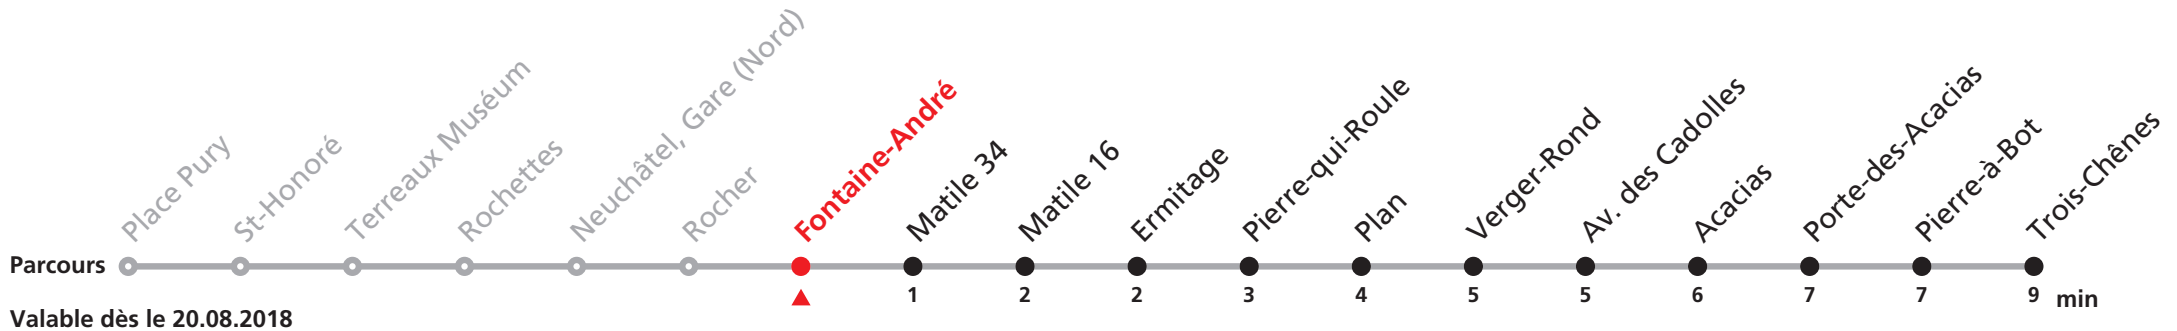 Place Pury
St-Honoré
Terreaux Muséum
Rochettes
Neuchâtel, Gare (Nord)
Rocher
Fontaine-André
Matile 34
Matile 16
Ermitage
Pierre-qui-Roule
Plan
Verger-Rond
Av. des Cadolles
Acacias
Porte-des-Acacias
Pierre-à-Bot
Trois-Chênes
Parcours
1 2 2 3 4 5 5 6 7 7 9 min
Valable dès le 20.08.2018